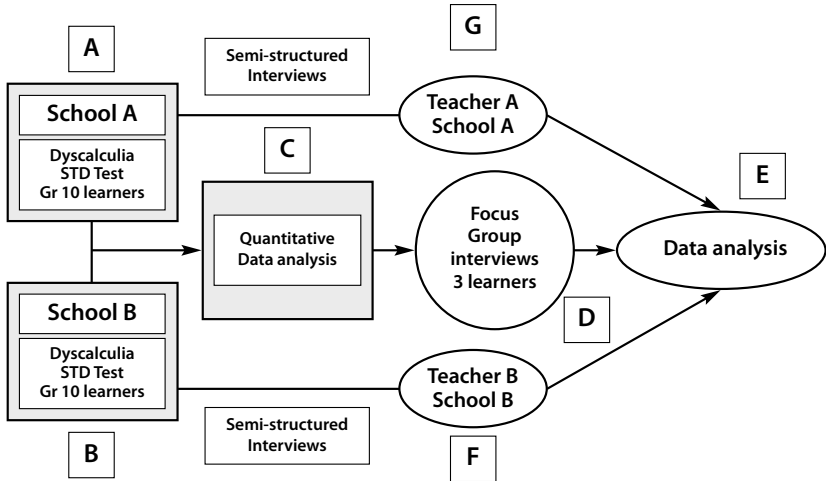 A
G
Semi-structured
Interviews
School A
Dyscalculia
STD Test
Gr 10 learners
Teacher A
School A
C
E
Quantitative
Data analysis
Focus
Group
interviews
3 learners
Data analysis
D
School B
Dyscalculia
STD Test
Gr 10 learners
Teacher B
School B
Semi-structured
Interviews
B
F